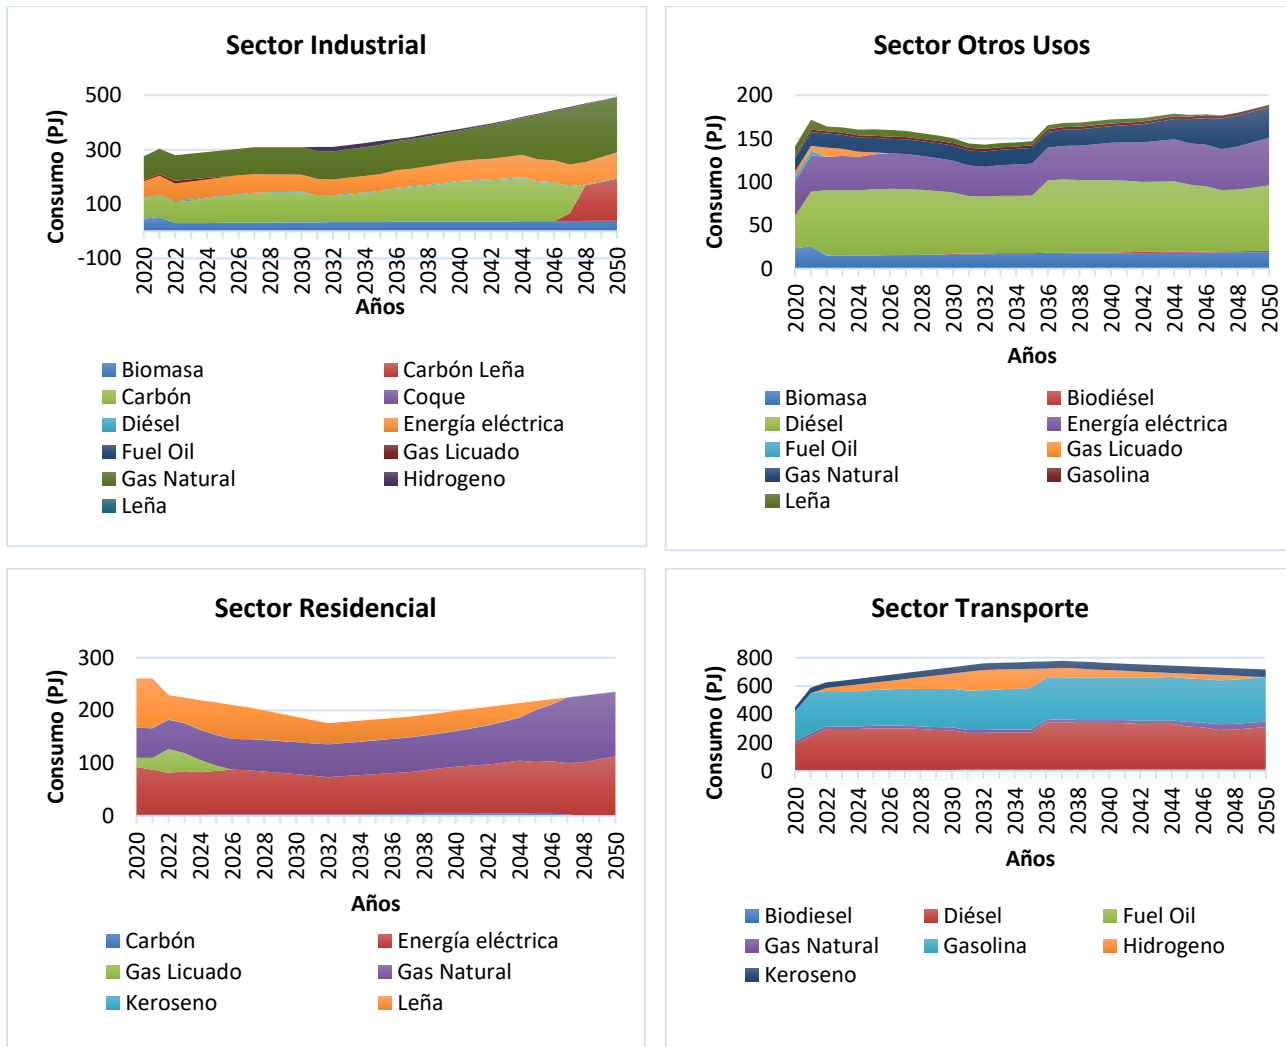 Sector Industrial
Consumo (PJ)
500
300
100
-100
2020
2022
2024
2026
2028
2030
2032
2034
2036
2038
2040
2042
2044
2046
2048
2050
Años
Biomasa
Carbón Leña
Carbón
Coque
Diésel
Energía eléctrica
Fuel Oil
Gas Licuado
Gas Natural
Hidrogeno
Leña
Sector Otros Usos
Consumo (PJ)
200
150
100
50
0
2020
2022
2024
2026
2028
2030
2032
2034
2036
2038
2040
2042
2044
2046
2048
2050
Años
Biomasa
Biodiésel
Diésel
Energía eléctrica
Fuel Oil
Gas Licuado
Gas Natural
Gasolina
Leña
Sector Residencial
Consumo (PJ)
300
200
100
0
2020
2022
2024
2026
2028
2030
2032
2034
2036
2038
2040
2042
2044
2046
2048
2050
Años
Carbón
Energía eléctrica
Gas Licuado
Gas Natural
Keroseno
Leña
Sector Transporte
Consumo (PJ)
800
600
400
200
0
2020
2022
2024
2026
2028
2030
2032
2034
2036
2038
2040
2042
2044
2046
2048
2050
Años
Biodiesel
Diésel
Fuel Oil
Gas Natural
Gasolina
Hidrogeno
Keroseno